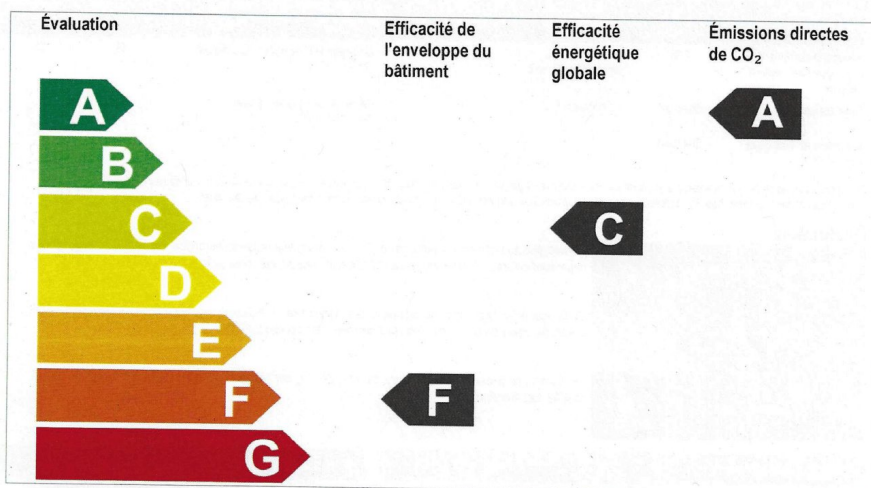 Évaluation
Efficacité de
l'enveloppe du
bâtiment
Efficacité
énergétique
globale
Émissions directes
de CO₂
A
A
B
C
C
D
E
F
F
G